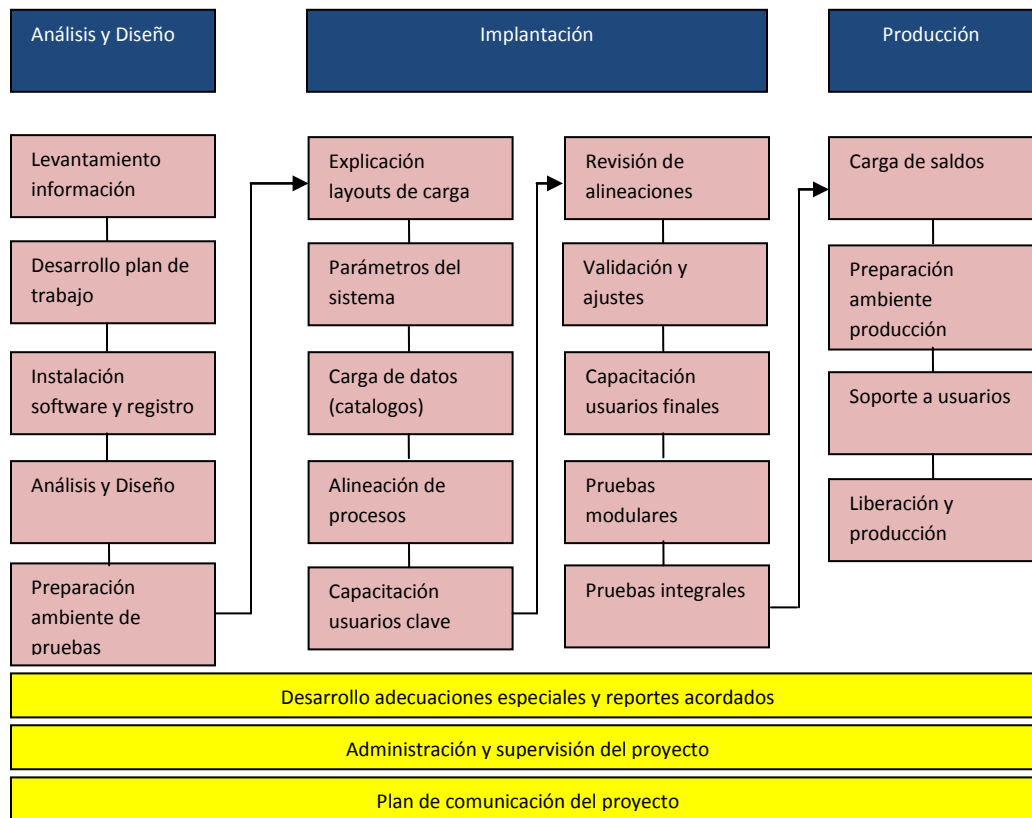 Análisis y Diseño
Implantación
Producción
Levantamiento
información
Desarrollo plan de
trabajo
Instalación
software y registro
Análisis y Diseño
Preparación
ambiente de
pruebas
Explicación
layouts de carga
Parámetros del
sistema
Carga de datos
(catalogos)
Alineación de
procesos
Capacitación
usuarios clave
Revisión de
alineaciones
Validación y
ajustes
Capacitación
usuarios finales
Pruebas
modulares
Pruebas integrales
Carga de saldos
Preparación
ambiente
producción
Soporte a usuarios
Liberación y
producción
Desarrollo adecuaciones especiales y reportes acordados
Administración y supervisión del proyecto
Plan de comunicación del proyecto